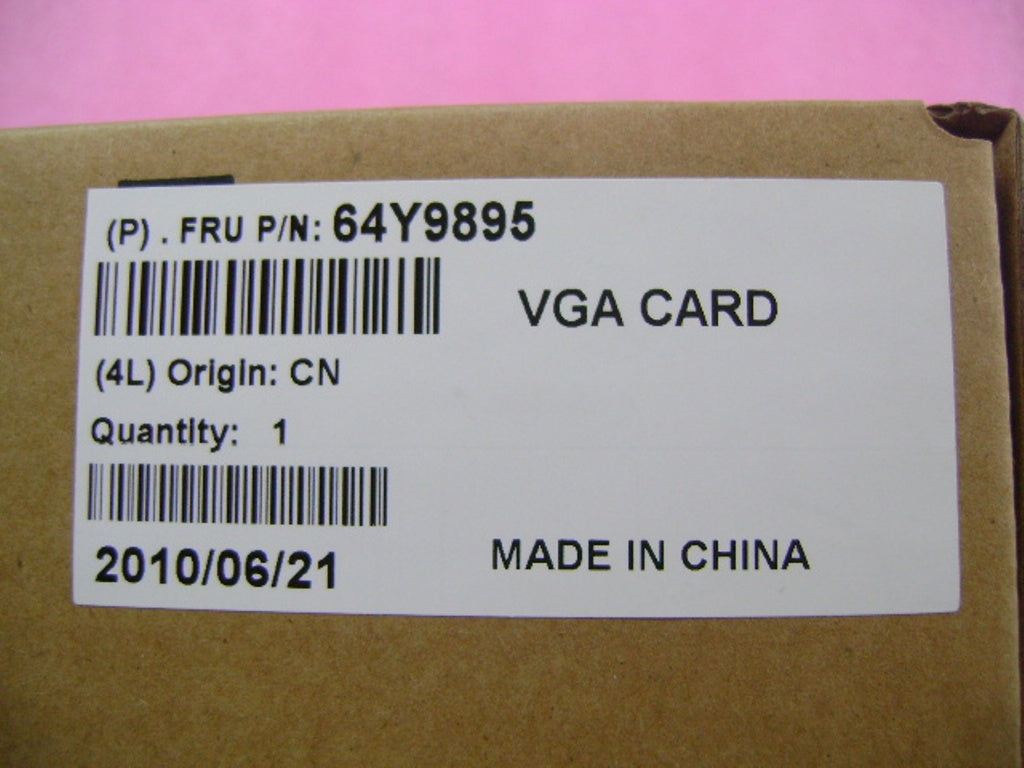 (P) . FRU P/N: 64Y9895
VGA CARD
(4L) Origin: CN
Quantity: 1
2010/06/21
MADE IN CHINA